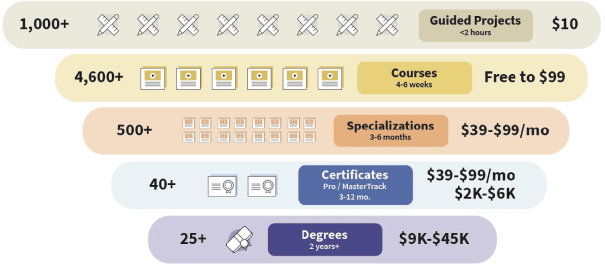 1,000+ Guided Projects $10
<2 hours
4,600+ Courses Free to $99
4-6 weeks
500+ Specializations $39-$99/mo
3-6 months
40+ Certificates $39-$99/mo
Pro / MasterTrack $2K-$6K
3-12 mo.
25+ Degrees $9K-$45K
2 years+